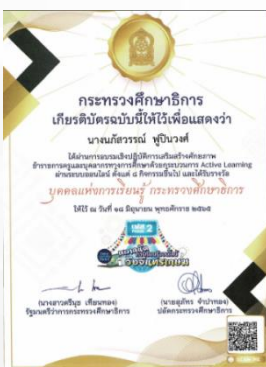 กระทรวงศึกษาธิการ
เกียรติบัตรฉบับนี้ให้ไว้เพื่อแสดงว่า
นางนภัสวรรณ์ ฟูปินวงศ์
ได้ผ่านการอบรมเชิงปฏิบัติการเสริมสร้างศักยภาพ
ข้าราชการครูและบุคลากรทางการศึกษาด้วยกระบวนการ Active Learning
ผ่านระบบออนไลน์ ตั้งแต่ ๘ กิจกรรมขึ้นไป และได้รับรางวัล
บุคคลแห่งการเรียนรู้ กระทรวงศึกษาธิการ
ให้ไว้ ณ วันที่ ๑๘ มิถุนายน พุทธศักราช ๒๕๖๕
(นางสาวตรีนุช เทียนทอง)
รัฐมนตรีว่าการกระทรวงศึกษาธิการ
(นายสุภัทร จำปาทอง)
ปลัดกระทรวงศึกษาธิการ